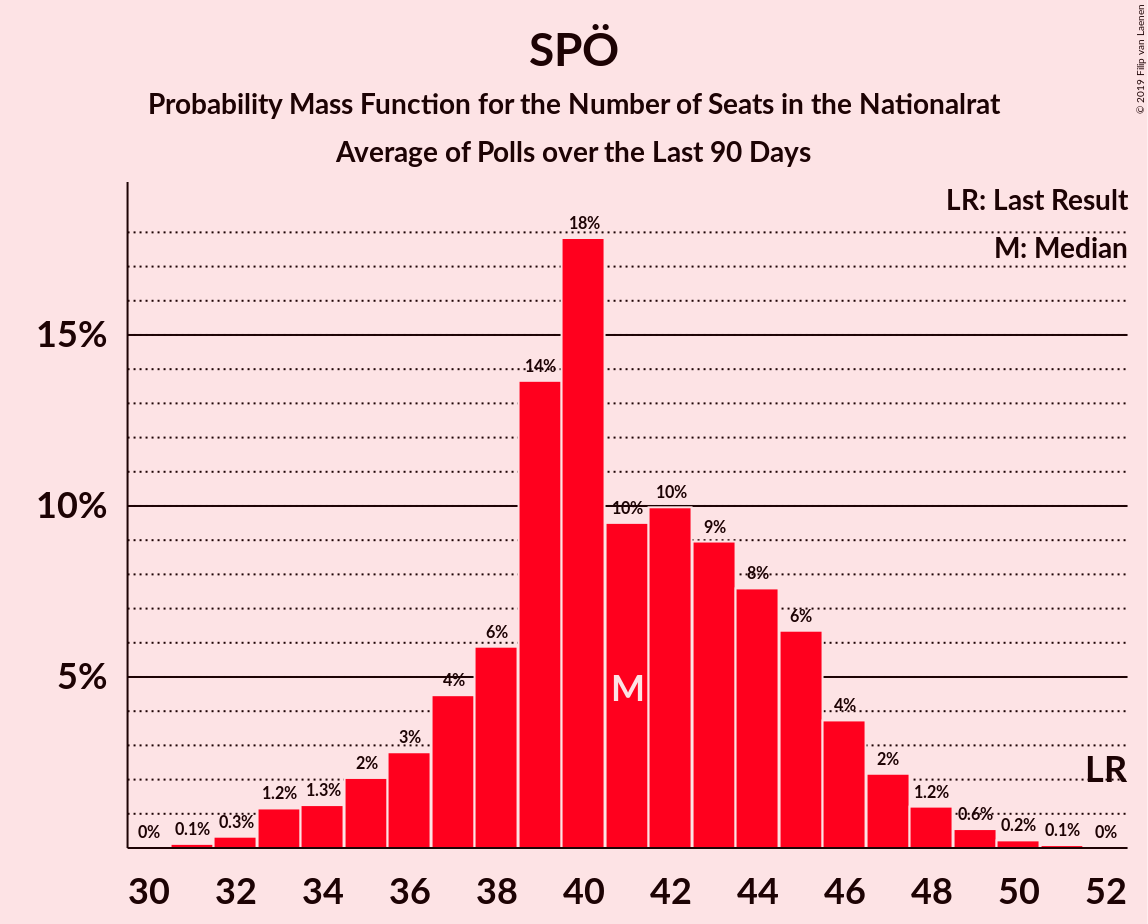 SPÖ
Probability Mass Function for the Number of Seats in the Nationalrat
Average of Polls over the Last 90 Days
© 2019 Filip van Laenen
LR: Last Result
M: Median
15%
10%
5%
0%
0.1%
0.3%
1.2%
1.3%
2%
3%
4%
6%
14%
18%
10%
10%
9%
8%
6%
4%
2%
1.2%
0.6%
0.2%
0.1%
0%
M
LR
30 32 34 36 38 40 42 44 46 48 50 52